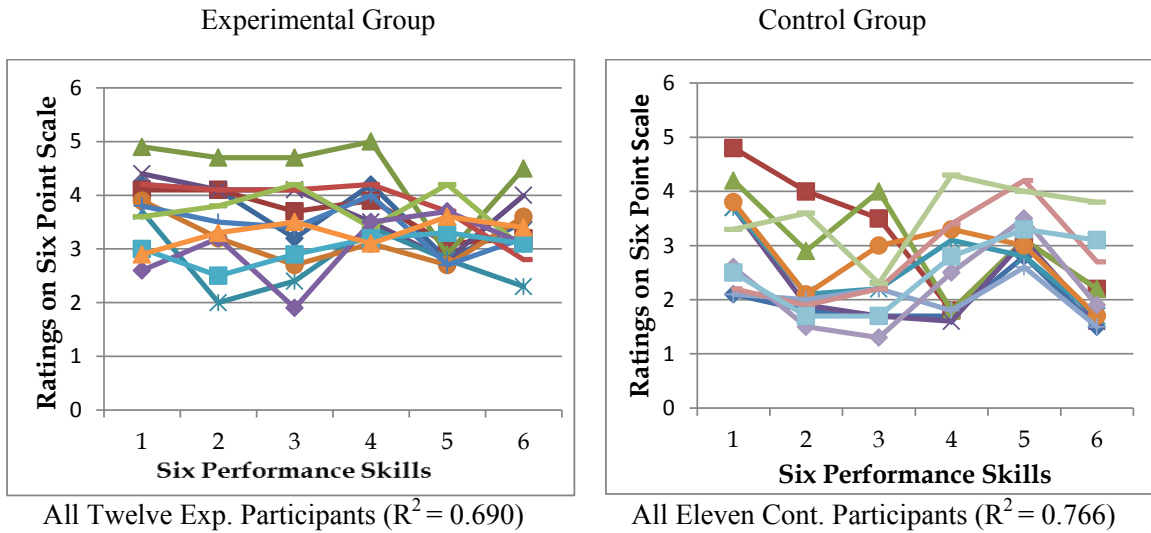 Experimental Group
Control Group
Ratings on Six Point Scale
6
5
4
3
2
1
0
1 2 3 4 5 6
Six Performance Skills
Ratings on Six Point Scale
6
5
4
3
2
1
0
1 2 3 4 5 6
Six Performance Skills
All Twelve Exp. Participants (R² = 0.690)
All Eleven Cont. Participants (R² = 0.766)